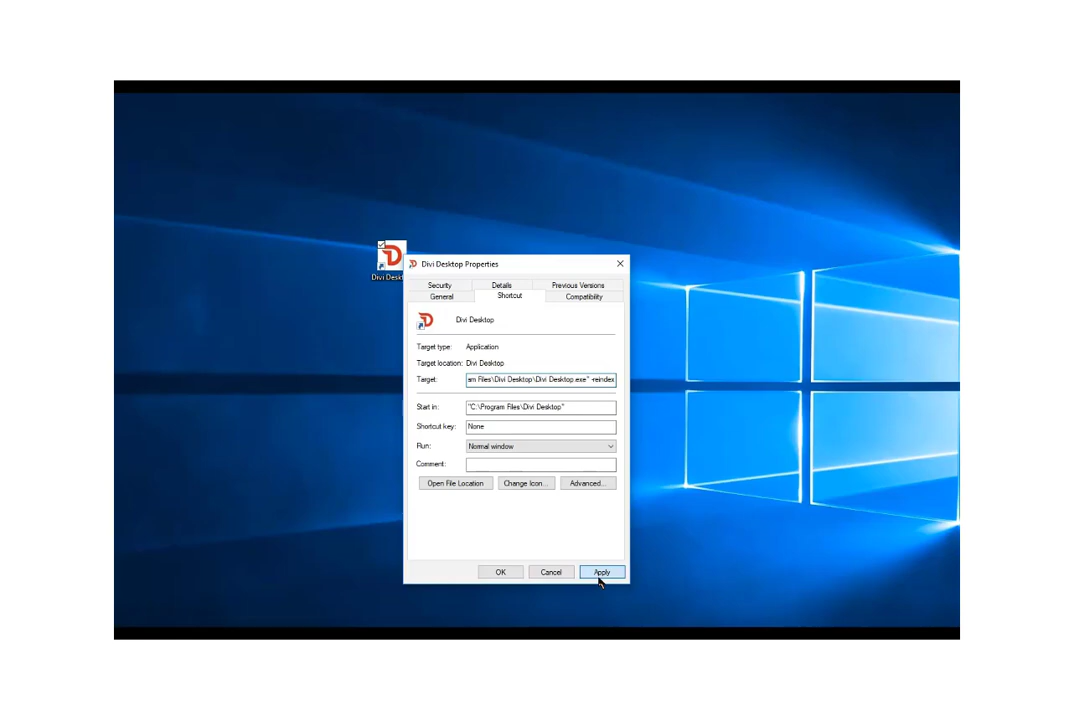 Divi Desktop Properties
Security Details Previous Versions
General Shortcut Compatibility
Divi Desktop
Target type: Application
Target location: Divi Desktop
Target: am Files\Divi Desktop\Divi Desktop.exe" -reindex
Start in: "C:\Program Files\Divi Desktop"
Shortcut key: None
Run: Normal window
Comment:
Open File Location Change Icon... Advanced...
OK Cancel Apply